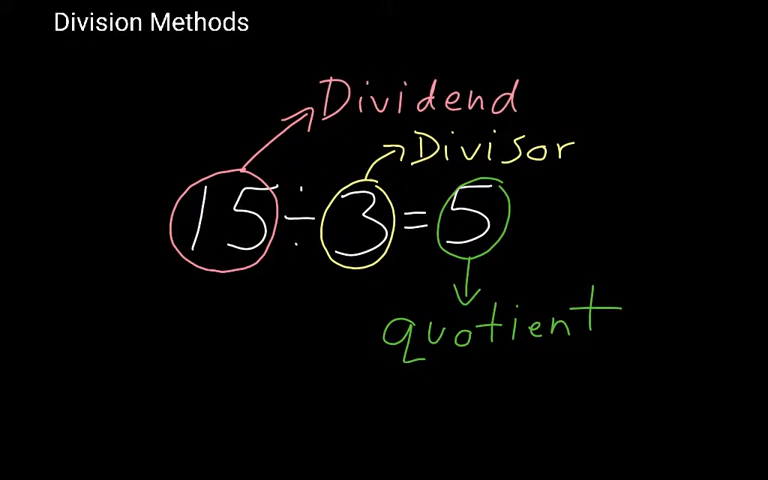 Division Methods
Dividend
Divisor
15÷3=5
quotient